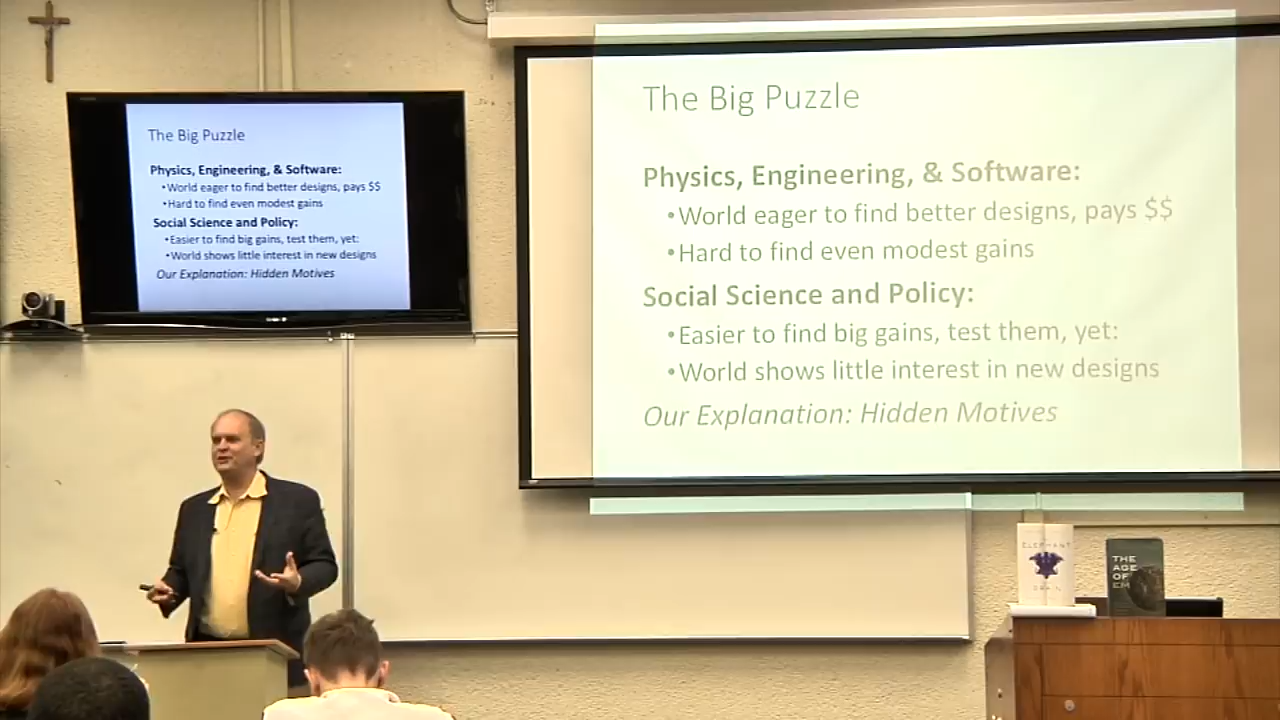 The Big Puzzle
Physics, Engineering, & Software:
•World eager to find better designs, pays $$
•Hard to find even modest gains
Social Science and Policy:
•Easier to find big gains, test them, yet:
•World shows little interest in new designs
Our Explanation: Hidden Motives
The Big Puzzle
Physics, Engineering, & Software:
•World eager to find better designs, pays $$
•Hard to find even modest gains
Social Science and Policy:
•Easier to find big gains, test them, yet:
•World shows little interest in new designs
Our Explanation: Hidden Motives
ELEPHANT
BRAIN
THE
AGE
OF
EM